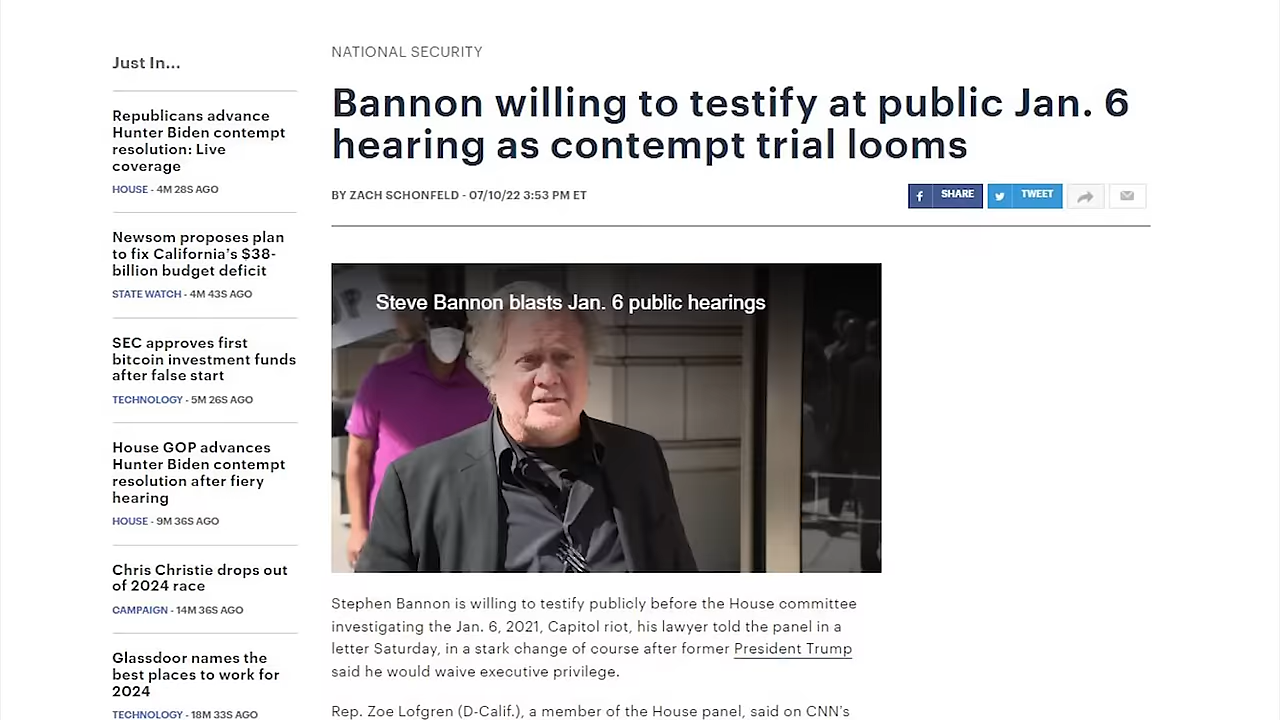 Just In...
Republicans advance
Hunter Biden contempt
resolution: Live
coverage
HOUSE - 4M 28S AGO
Newsom proposes plan
to fix California's $38-
billion budget deficit
STATE WATCH - 4M 43S AGO
SEC approves first
bitcoin investment funds
after false start
TECHNOLOGY - 5M 26S AGO
House GOP advances
Hunter Biden contempt
resolution after fiery
hearing
HOUSE - 9M 36S AGO
Chris Christie drops out
of 2024 race
CAMPAIGN - 14M 36S AGO
Glassdoor names the
best places to work for
2024
TECHNOLOGY - 18M 33S AGO
NATIONAL SECURITY
Bannon willing to testify at public Jan. 6
hearing as contempt trial looms
BY ZACH SCHONFELD - 07/10/22 3:53 PM ET
SHARE
TWEET
Steve Bannon blasts Jan. 6 public hearings
Stephen Bannon is willing to testify publicly before the House committee
investigating the Jan. 6, 2021, Capitol riot, his lawyer told the panel in a
letter Saturday, in a stark change of course after former President Trump
said he would waive executive privilege.
Rep. Zoe Lofgren (D-Calif.), a member of the House panel, said on CNN's